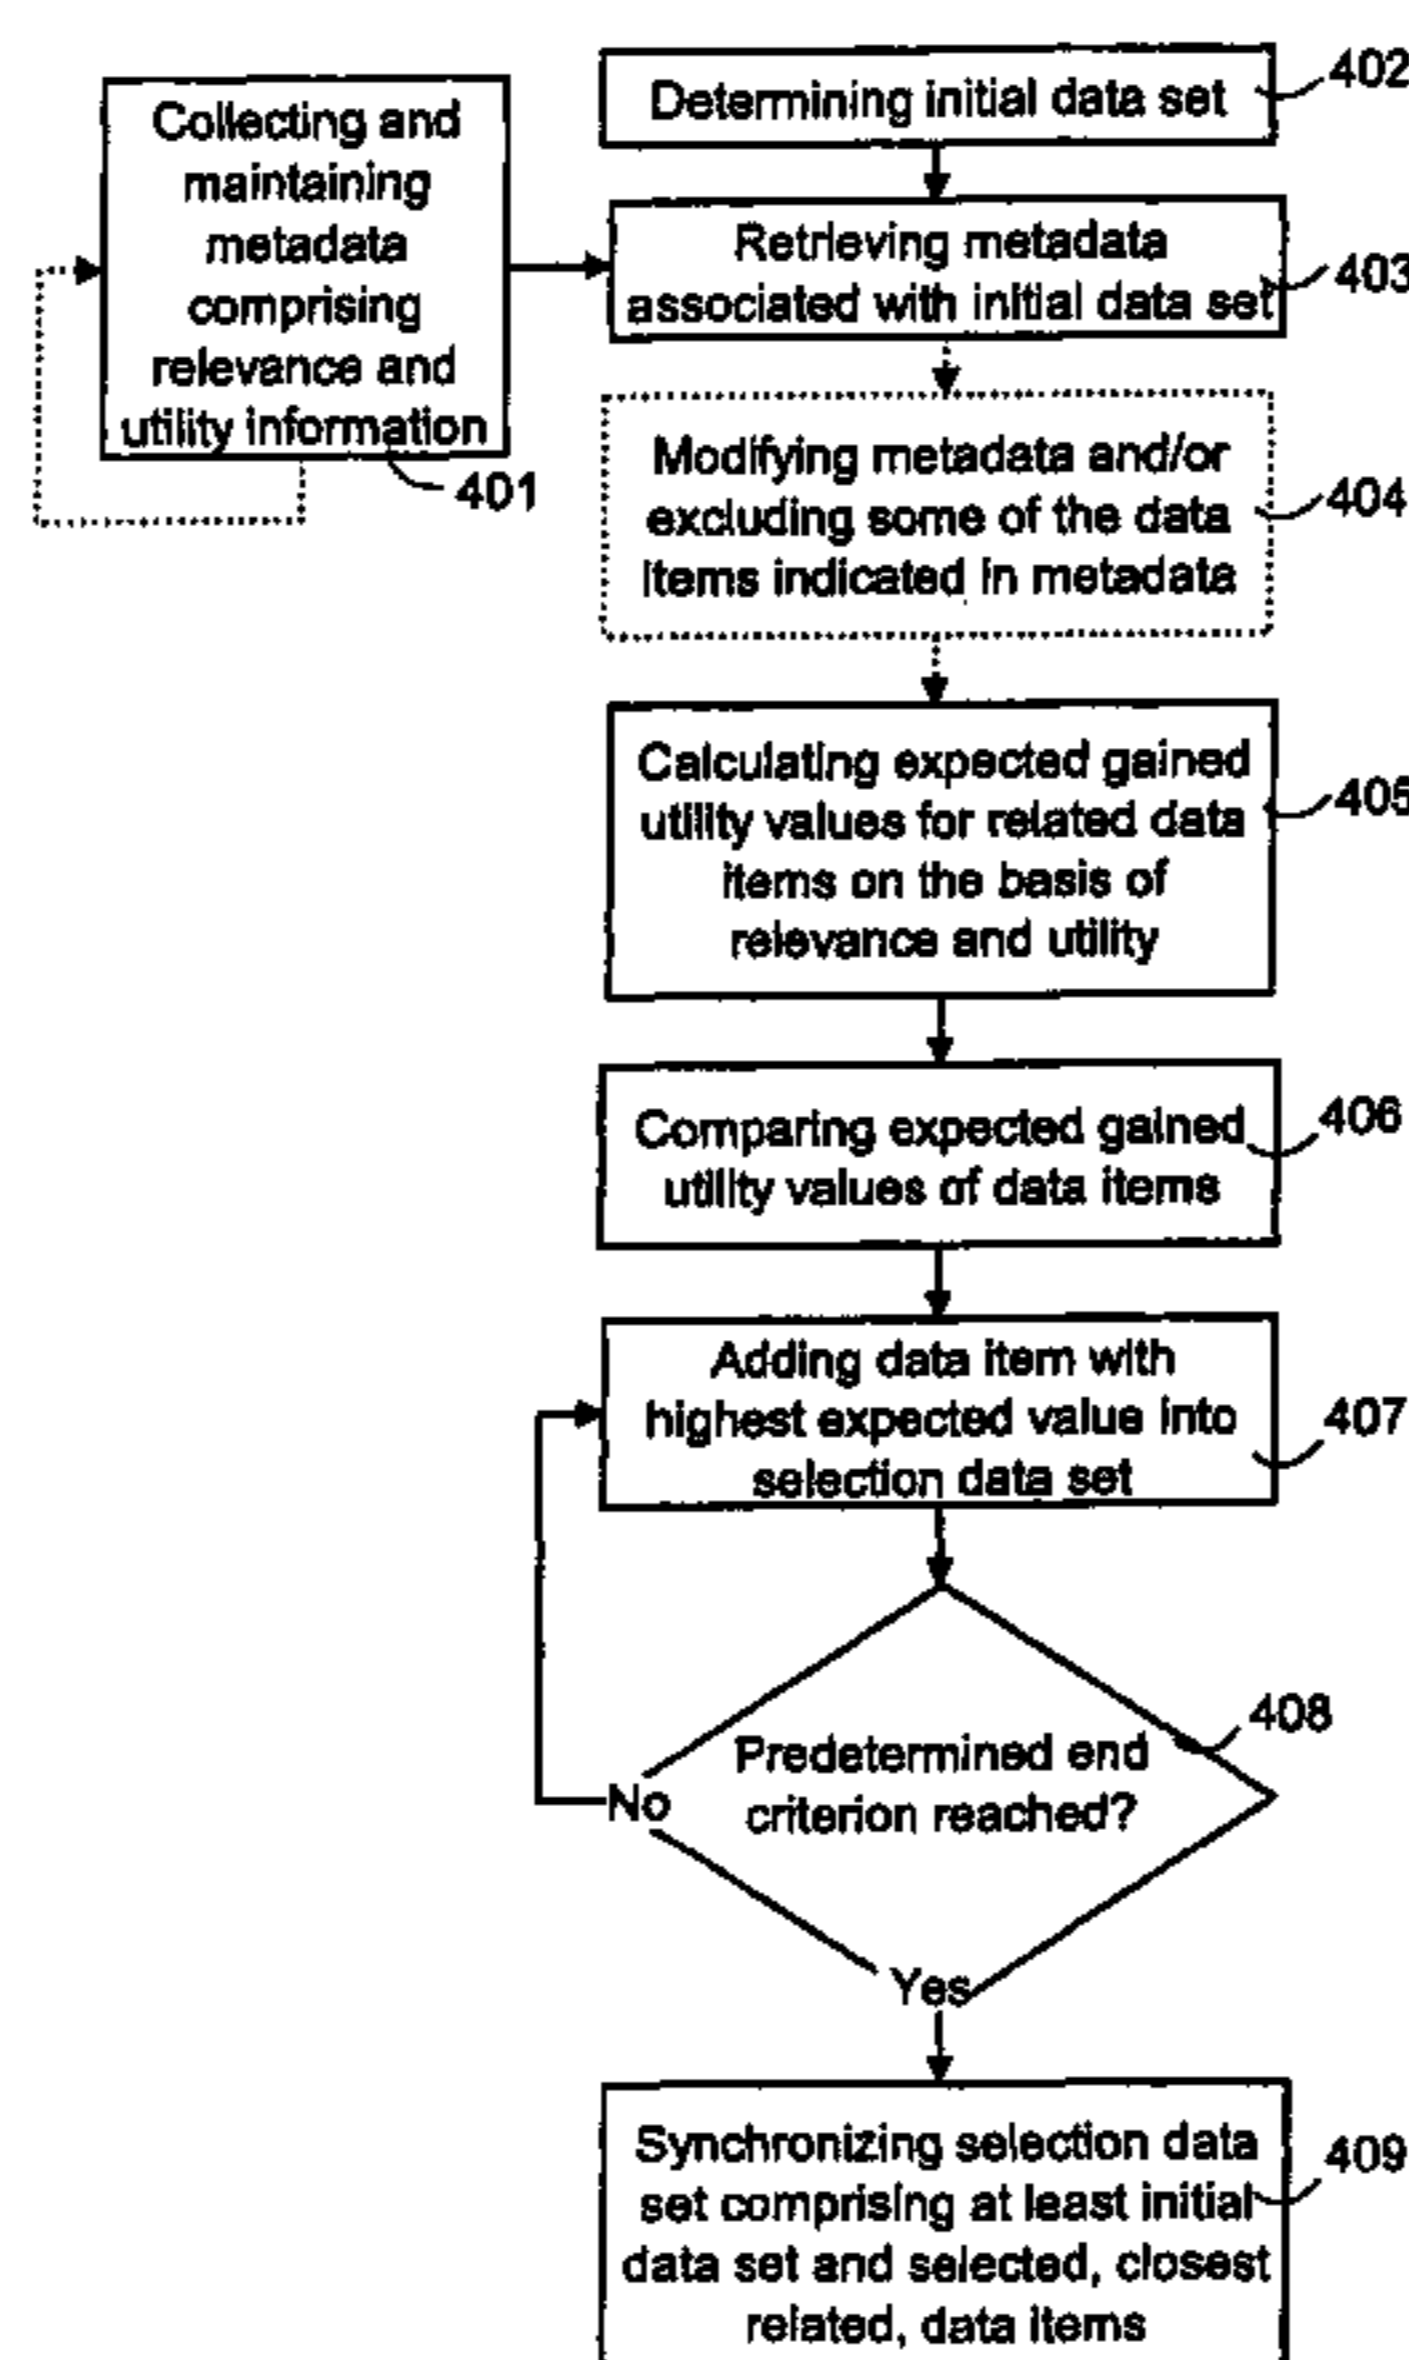 Collecting and
maintaining
metadata
comprising
relevance and
utility information
401
Determining initial data set
402
Retrieving metadata
associated with initial data set
403
Modifying metadata and/or
excluding some of the data
items indicated in metadata
404
Calculating expected gained
utility values for related data
items on the basis of
relevance and utility
405
Comparing expected gained
utility values of data items
406
Adding data item with
highest expected value into
selection data set
407
Predetermined end
criterion reached?
408
No
Yes
Synchronizing selection data
set comprising at least initial
data set and selected, closest
related, data items
409